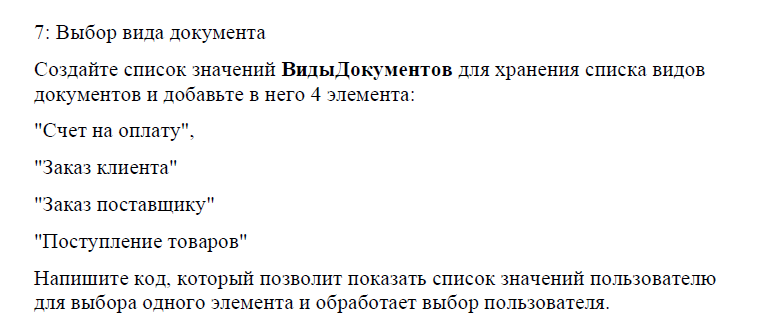 7: Выбор вида документа
Создайте список значений ВидыДокументов для хранения списка видов
документов и добавьте в него 4 элемента:
"Счет на оплату",
"Заказ клиента"
"Заказ поставщику"
"Поступление товаров"
Напишите код, который позволит показать список значений пользователю
для выбора одного элемента и обработает выбор пользователя.